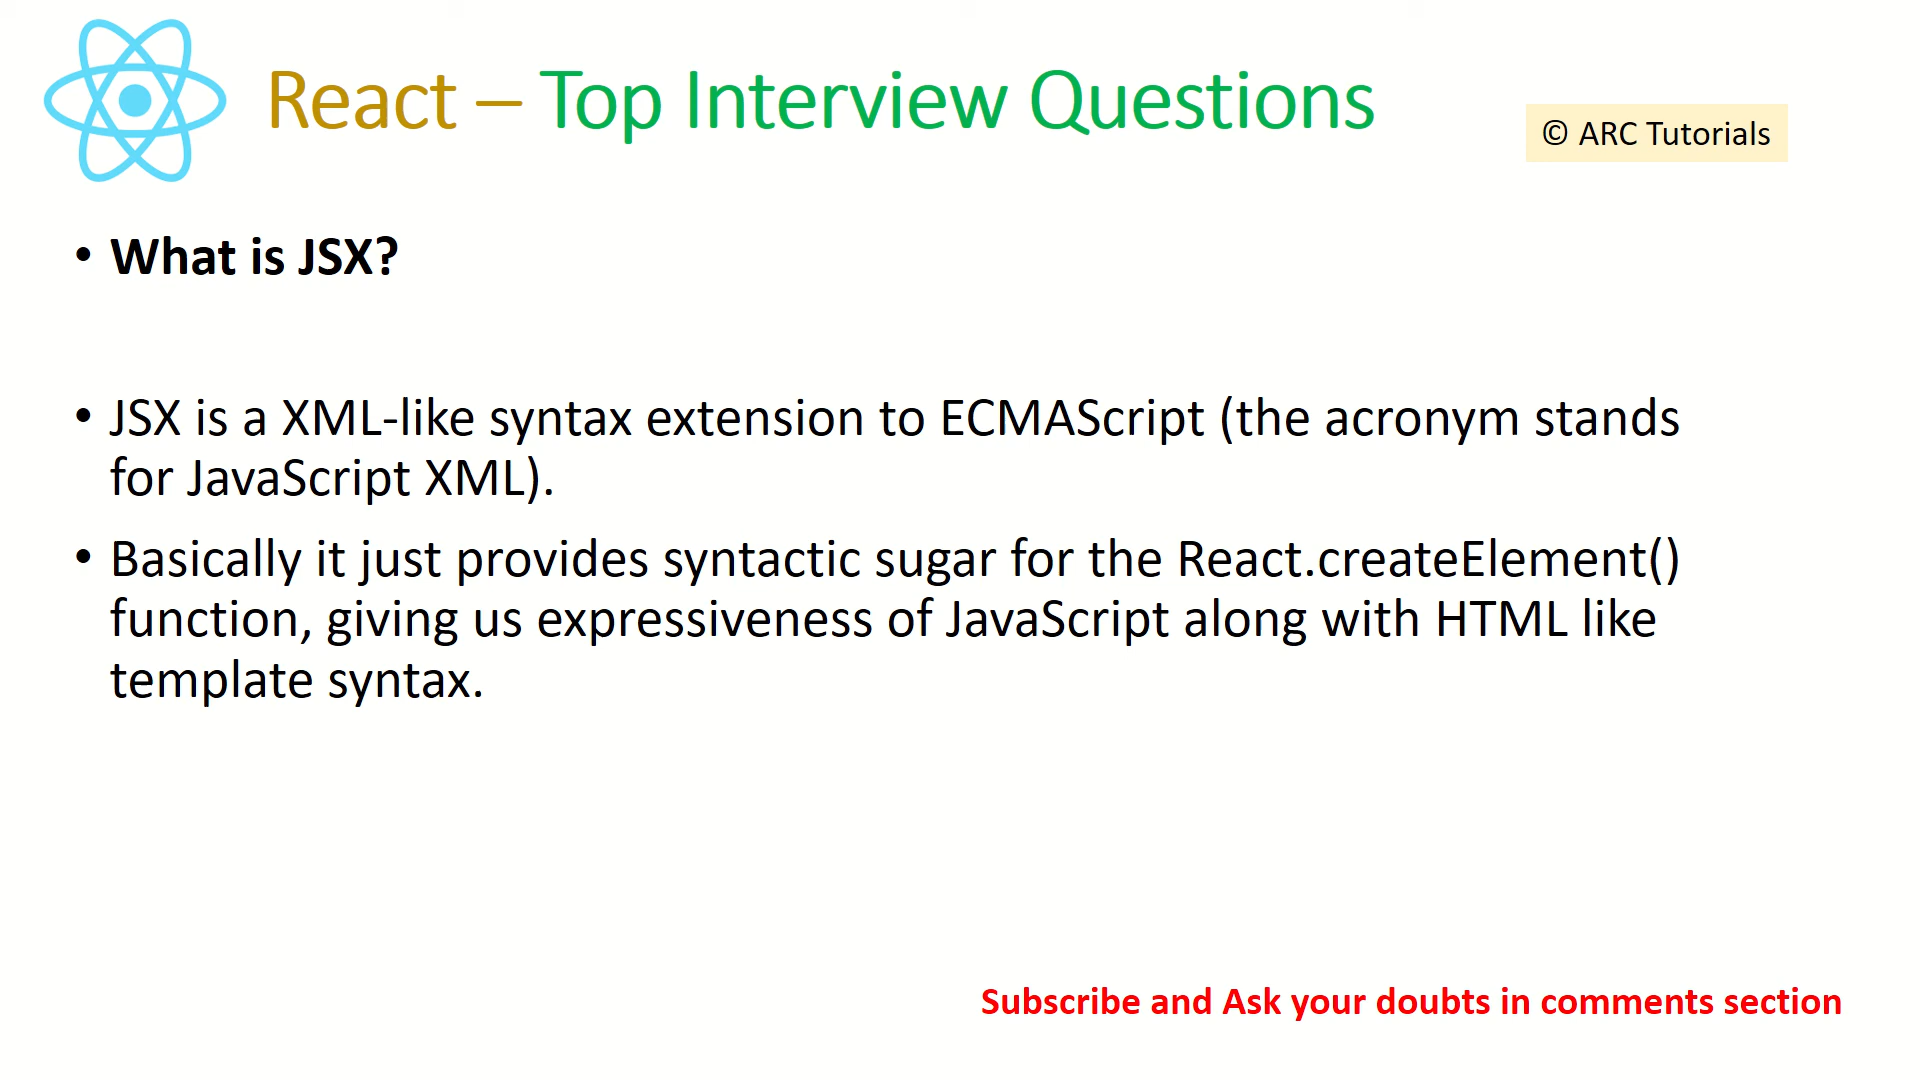 React – Top Interview Questions
© ARC Tutorials
• What is JSX?
• JSX is a XML-like syntax extension to ECMAScript (the acronym stands
for JavaScript XML).
• Basically it just provides syntactic sugar for the React.createElement()
function, giving us expressiveness of JavaScript along with HTML like
template syntax.
Subscribe and Ask your doubts in comments section